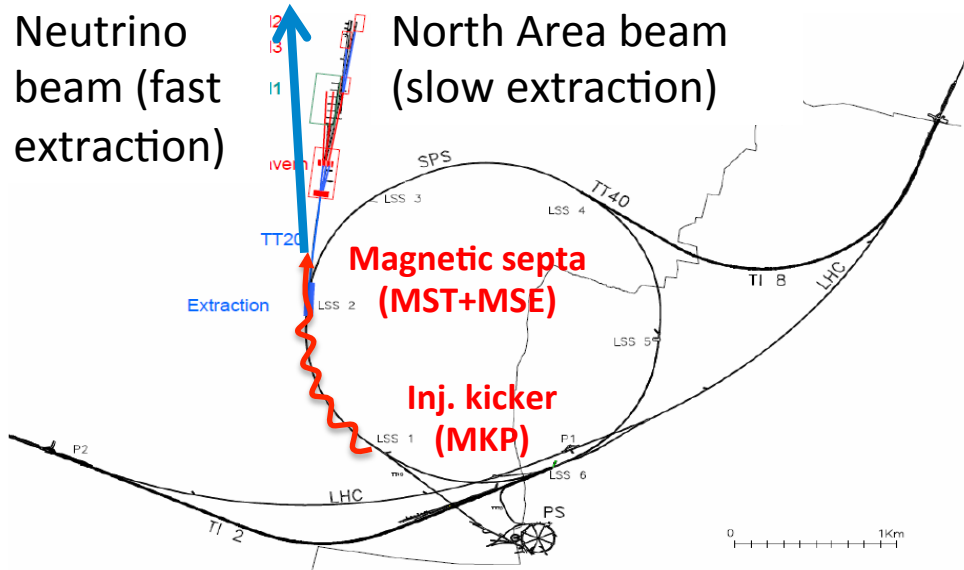 Neutrino
beam (fast
extraction)
North Area beam
(slow extraction)
SPS
LSS 3
LSS 4
TT40
TT20
Magnetic septa
(MST+MSE)
TI 8
LHC
Extraction
LSS 2
LSS 5
Inj. kicker
(MKP)
LSS 1
P1
P2
LSS 6
LHC
TI 2
PS
0
1Km